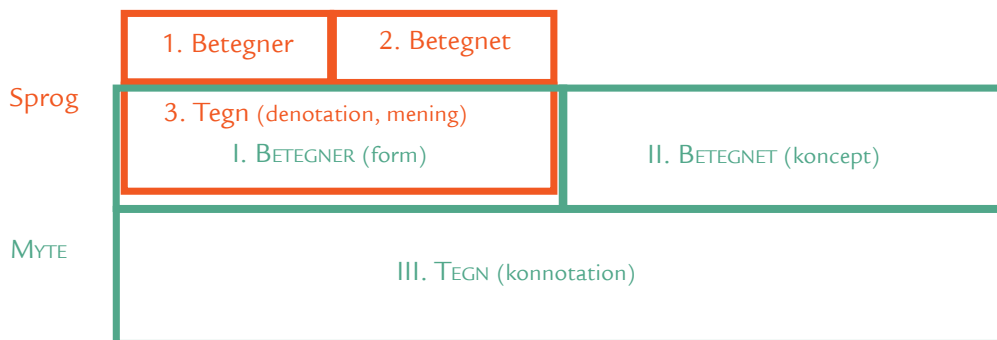 1. Betegner
2. Betegnet
Sprog
3. Tegn (denotation, mening)
I. BETEGNER (form)
II. BETEGNET (koncept)
MYTE
III. TEGN (konnotation)